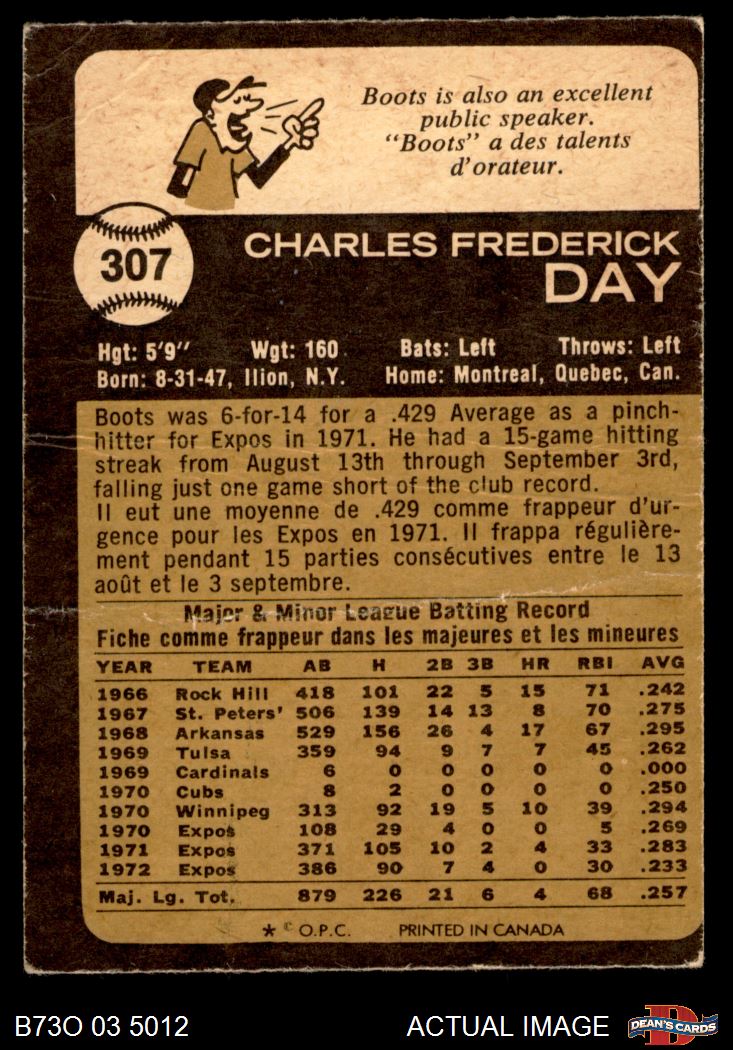 Boots is also an excellent
public speaker.
"Boots" a des talents
d'orateur.
307
CHARLES FREDERICK
DAY
Hgt: 5'9" Wgt: 160 Bats: Left Throws: Left
Born: 8-31-47, Ilion, N.Y. Home: Montreal, Quebec, Can.
Boots was 6-for-14 for a .429 Average as a pinch-
hitter for Expos in 1971. He had a 15-game hitting
streak from August 13th through September 3rd,
falling just one game short of the club record.
Il eut une moyenne de .429 comme frappeur d'ur-
gence pour les Expos en 1971. Il frappa régulière-
ment pendant 15 parties consécutives entre le 13
août et le 3 septembre.
Major & Minor League Batting Record
Fiche comme frappeur dans les majeures et les mineures
YEAR TEAM AB H 2B 3B HR RBI AVG
1966 Rock Hill 418 101 22 5 15 71 .242
1967 St. Peters' 506 139 14 13 8 70 .275
1968 Arkansas 529 156 26 4 17 67 .295
1969 Tulsa 359 94 9 7 7 45 .262
1969 Cardinals 6 0 0 0 0 0 .000
1970 Cubs 8 2 0 0 0 0 .250
1970 Winnipeg 313 92 19 5 10 39 .294
1970 Expos 108 29 4 0 0 5 .269
1971 Expos 371 105 10 2 4 33 .283
1972 Expos 386 90 7 4 0 30 .233
Maj. Lg. Tot. 879 226 21 6 4 68 .257
* © O.P.C. PRINTED IN CANADA
B73O 03 5012 ACTUAL IMAGE D DEAN'S CARDS